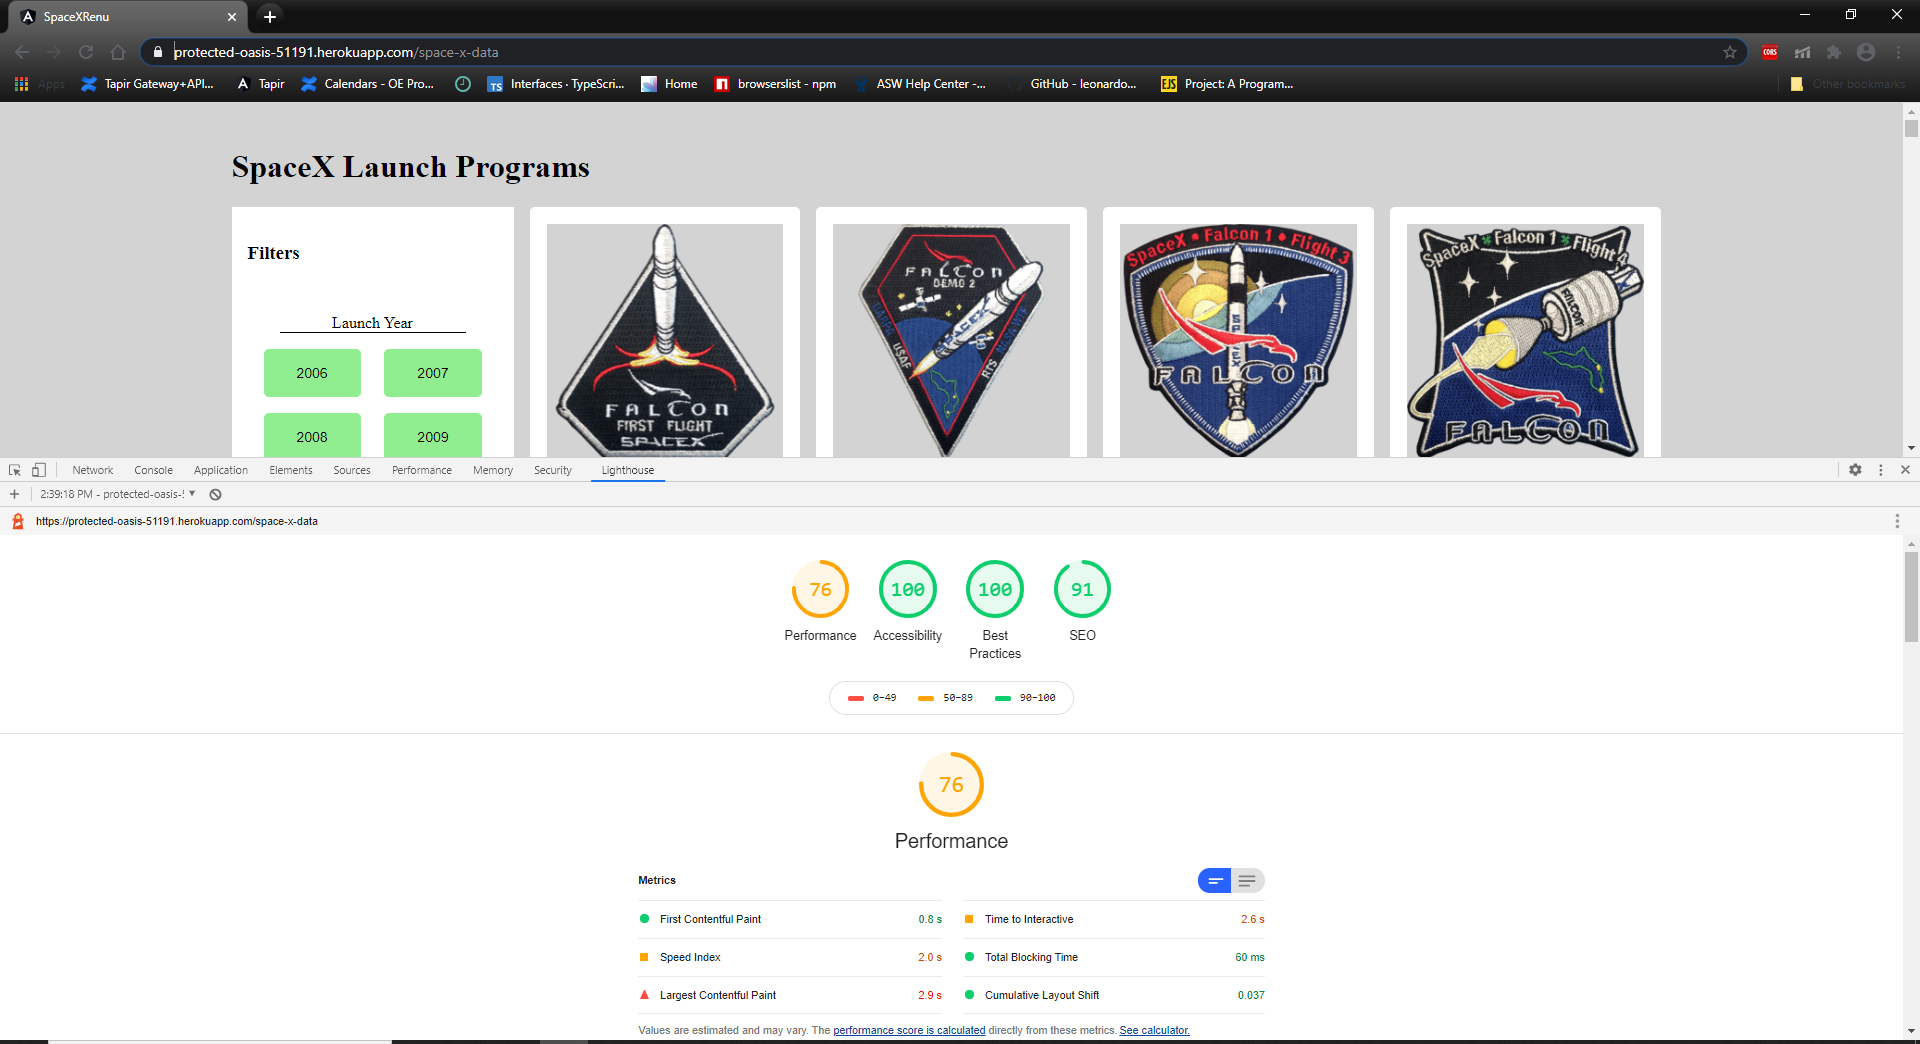 SpaceXRenu
protected-oasis-51191.herokuapp.com/space-x-data
CORS
Apps
Tapir Gateway+API...
Tapir
Calendars - OE Pro...
TS
Interfaces · TypeScri...
Home
browserslist - npm
ASW Help Center -...
GitHub - leonardo...
EJS
Project: A Program...
Other bookmarks
SpaceX Launch Programs
Filters
Launch Year
2006
2007
2008
2009
FALCON
FIRST FLIGHT
SPACEX
FALCON
DEMO 2
USAF
RTS
SPACEX
SpaceX • Falcon 1 • Flight 3
FALCON
SpaceX Falcon 1 Flight 4
FALCON
FALCON
Network
Console
Application
Elements
Sources
Performance
Memory
Security
Lighthouse
2:39:18 PM - protected-oasis-
https://protected-oasis-51191.herokuapp.com/space-x-data
76
100
100
91
Performance
Accessibility
Best
Practices
SEO
0–49
50–89
90–100
76
Performance
Metrics
First Contentful Paint
0.8 s
Time to Interactive
2.6 s
Speed Index
2.0 s
Total Blocking Time
60 ms
Largest Contentful Paint
2.9 s
Cumulative Layout Shift
0.037
Values are estimated and may vary. The performance score is calculated directly from these metrics. See calculator.